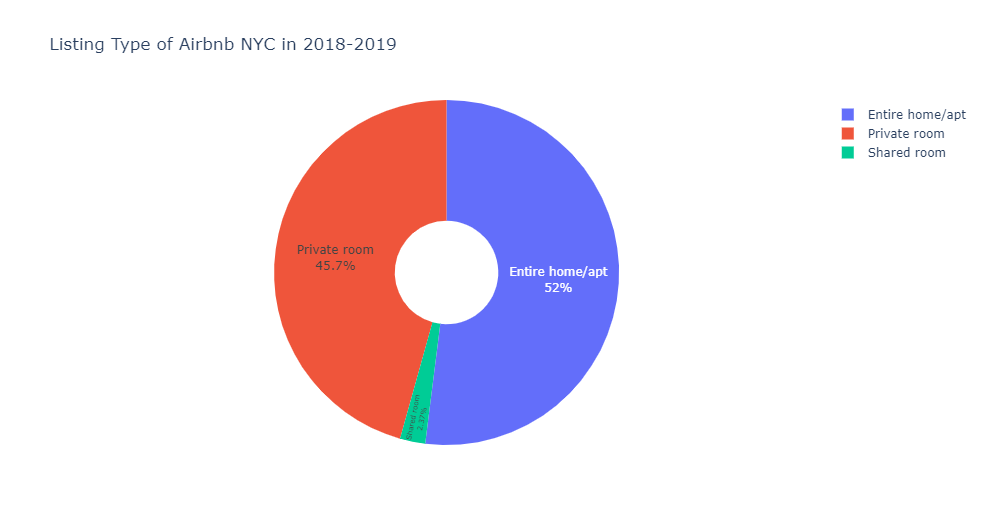 Listing Type of Airbnb NYC in 2018-2019
Entire home/apt
Private room
Shared room
Private room
45.7%
Entire home/apt
52%
Shared room
2.37%